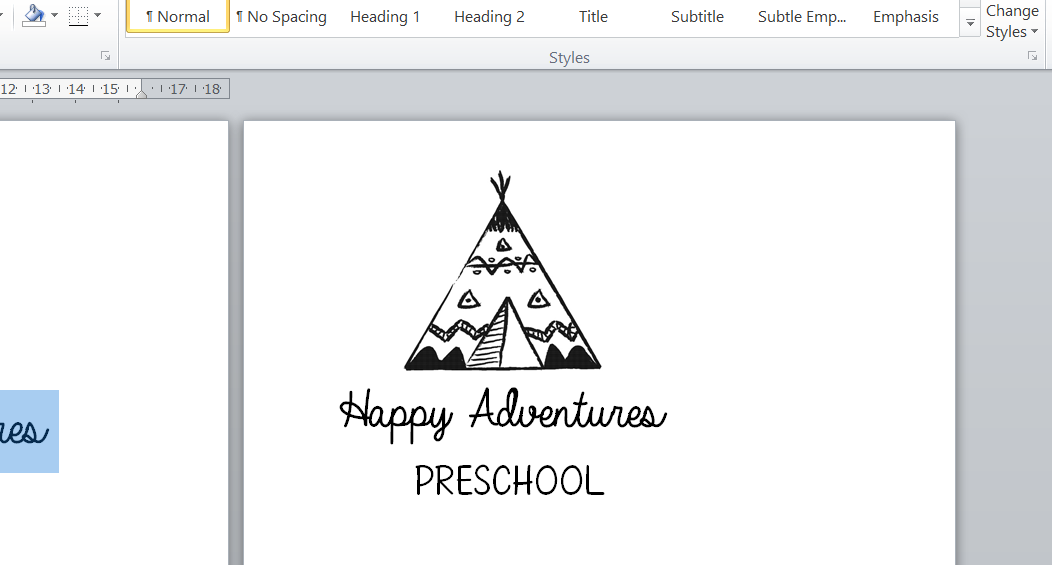 ¶ Normal ¶ No Spacing Heading 1 Heading 2 Title Subtitle Subtle Emp... Emphasis Change Styles
Styles
12 13 14 15 17 18
res
Happy Adventures
PRESCHOOL